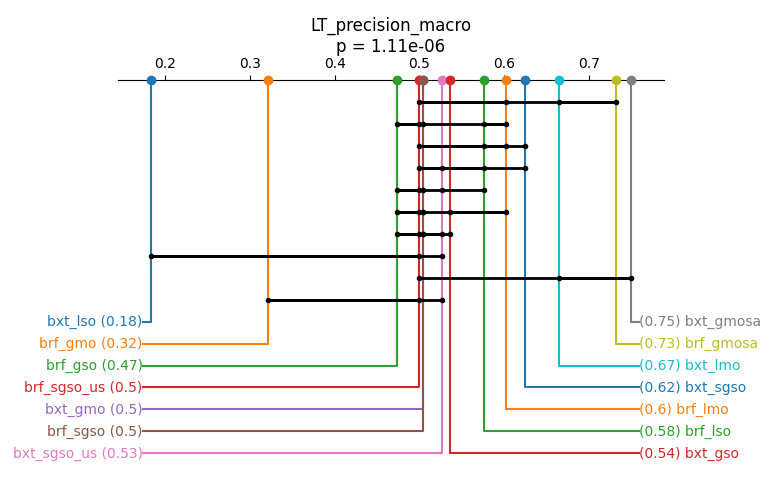 LT_precision_macro
p = 1.11e-06
0.2 0.3 0.4 0.5 0.6 0.7
bxt_lso (0.18) (0.75) bxt_gmosa
brf_gmo (0.32) (0.73) brf_gmosa
brf_gso (0.47) (0.67) bxt_lmo
brf_sgso_us (0.5) (0.62) bxt_sgso
bxt_gmo (0.5) (0.6) brf_lmo
brf_sgso (0.5) (0.58) brf_lso
bxt_sgso_us (0.53) (0.54) bxt_gso